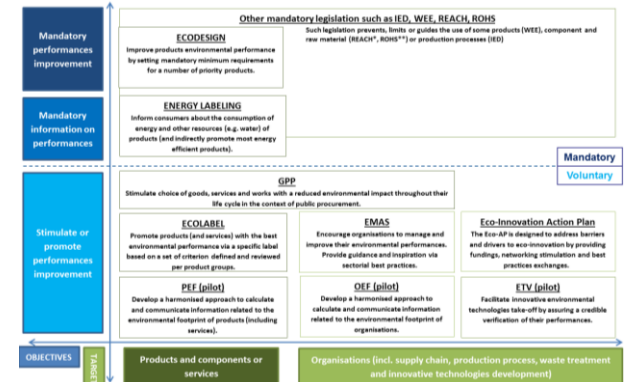 Other mandatory legislation such as IED, WEE, REACH, ROHS
Such legislation prevents, limits or guides the use of some products (WEE), component and
raw material (REACH*, ROHS**) or production processes (IED)
Mandatory
performances
improvement
ECODESIGN
Improve products environmental performance
by setting mandatory minimum requirements
for a number of priority products.
Mandatory
information on
performances
ENERGY LABELING
Inform consumers about the consumption of
energy and other resources (e.g. water) of
products (and indirectly promote most energy
efficient products).
Mandatory
Voluntary
GPP
Stimulate choice of goods, services and works with a reduced environmental impact throughout their
life cycle in the context of public procurement.
Stimulate or
promote
performances
improvement
ECOLABEL
Promote products (and services) with the best
environmental performance via a specific label
based on a set of criterion defined and reviewed
per product groups.
EMAS
Encourage organisations to manage and
improve their environmental performances.
Provide guidance and inspiration via
sectorial best practices.
Eco-Innovation Action Plan
The Eco-AP is designed to address barriers
and drivers to eco-innovation by providing
fundings, networking stimulation and best
practices exchanges.
PEF (pilot)
Develop a harmonised approach to calculate
and communicate information related to the
environmental footprint of products (including
services).
OEF (pilot)
Develop a harmonised approach to
calculate and communicate information
related to the environmental footprint of
organisations.
ETV (pilot)
Facilitate innovative environmental
technologies take-off by assuring a credible
verification of their performances.
OBJECTIVES
TARGE
Products and components or
services
Organisations (incl. supply chain, production process, waste treatment
and innovative technologies development)